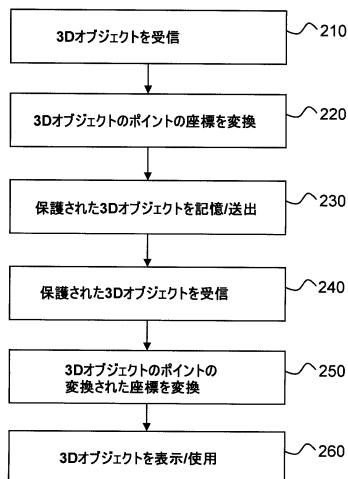 3Dオブジェクトを受信
210
3Dオブジェクトのポイントの座標を変換
220
保護された3Dオブジェクトを記憶/送出
230
保護された3Dオブジェクトを受信
240
3Dオブジェクトのポイントの
変換された座標を変換
250
3Dオブジェクトを表示/使用
260